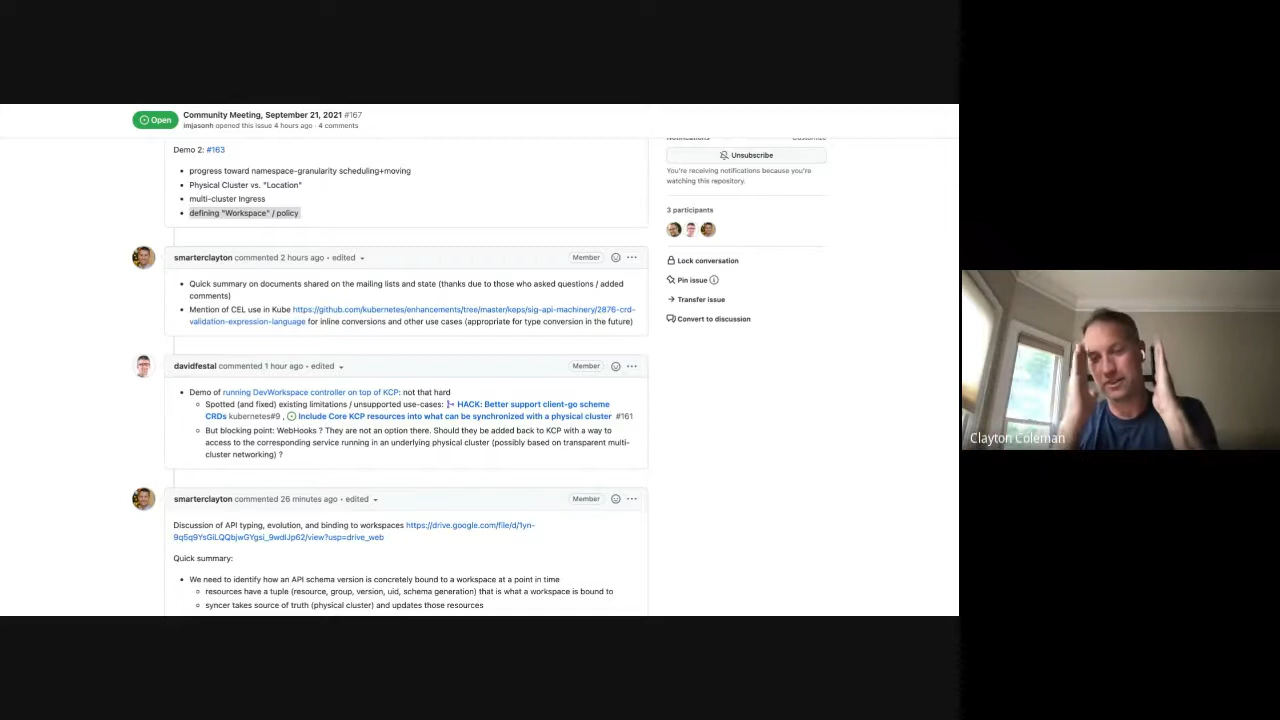 Open
Community Meeting, September 21, 2021 #167
imjasonh opened this issue 4 hours ago · 4 comments
Demo 2: #163
progress toward namespace-granularity scheduling+moving
Physical Cluster vs. "Location"
multi-cluster Ingress
defining "Workspace" / policy
smarterclayton commented 2 hours ago • edited
Member
Quick summary on documents shared on the mailing lists and state (thanks due to those who asked questions / added
comments)
Mention of CEL use in Kube https://github.com/kubernetes/enhancements/tree/master/keps/sig-api-machinery/2876-crd-
validation-expression-language for inline conversions and other use cases (appropriate for type conversion in the future)
davidfestal commented 1 hour ago • edited
Member
Demo of running DevWorkspace controller on top of KCP: not that hard
Spotted (and fixed) existing limitations / unsupported use-cases: HACK: Better support client-go scheme
CRDs kubernetes#9 , Include Core KCP resources into what can be synchronized with a physical cluster #161
But blocking point: WebHooks ? They are not an option there. Should they be added back to KCP with a way to
access to the corresponding service running in an underlying physical cluster (possibly based on transparent multi-
cluster networking) ?
smarterclayton commented 26 minutes ago • edited
Member
Discussion of API typing, evolution, and binding to workspaces https://drive.google.com/file/d/1yn-
9q5q9YsGiLQQbjwGYgsi_9wdIJp62/view?usp=drive_web
Quick summary:
We need to identify how an API schema version is concretely bound to a workspace at a point in time
resources have a tuple (resource, group, version, uid, schema generation) that is what a workspace is bound to
syncer takes source of truth (physical cluster) and updates those resources
Notifications
Customize
Unsubscribe
You're receiving notifications because you're
watching this repository.
3 participants
Lock conversation
Pin issue
Transfer issue
Convert to discussion
Clayton Coleman